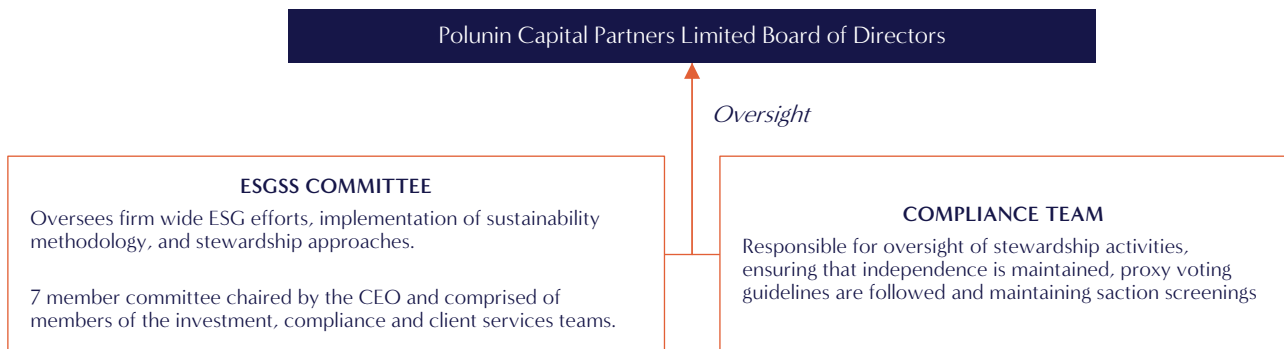 Polunin Capital Partners Limited Board of Directors
Oversight
ESGSS COMMITTEE
Oversees firm wide ESG efforts, implementation of sustainability
methodology, and stewardship approaches.
7 member committee chaired by the CEO and comprised of
members of the investment, compliance and client services teams.
COMPLIANCE TEAM
Responsible for oversight of stewardship activities,
ensuring that independence is maintained, proxy voting
guidelines are followed and maintaining saction screenings